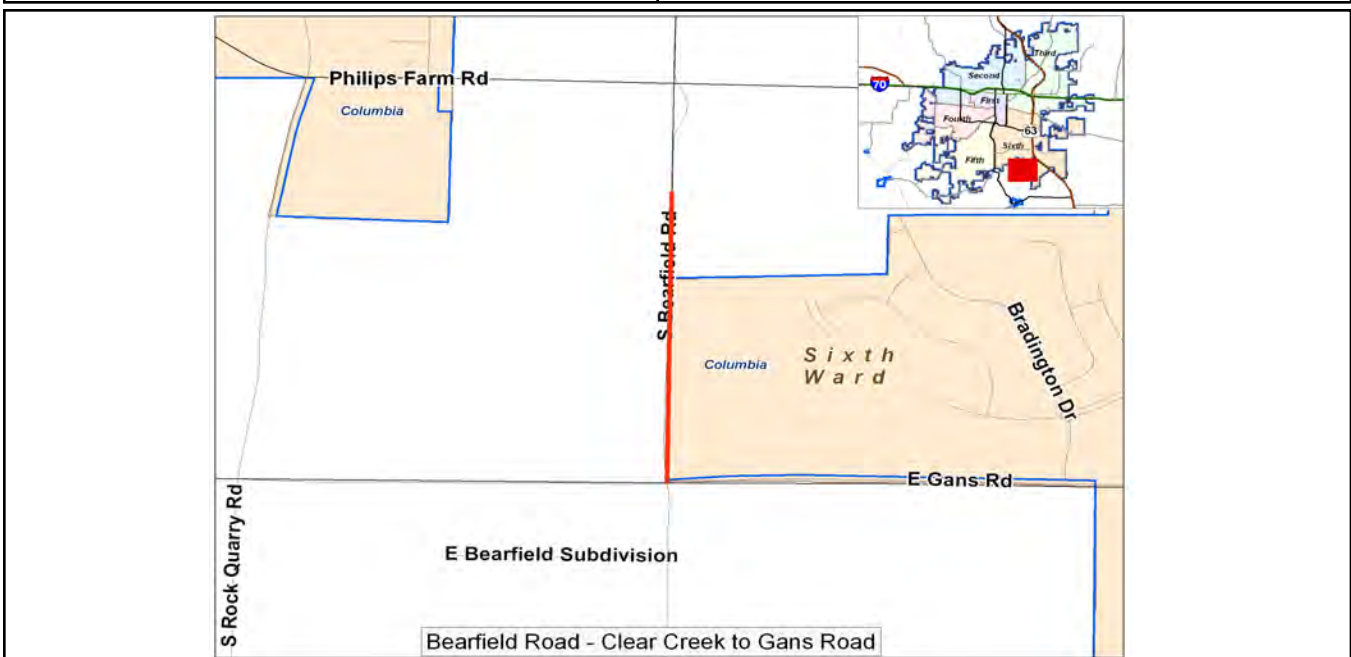 Philips Farm Rd
Columbia
Third
Second
70
First
Fourth
63
Sixth
Fifth
S Bearfield Rd
Columbia
Sixth
Ward
Bradington Dr
E Gans Rd
S Rock Quarry Rd
E Bearfield Subdivision
Bearfield Road - Clear Creek to Gans Road